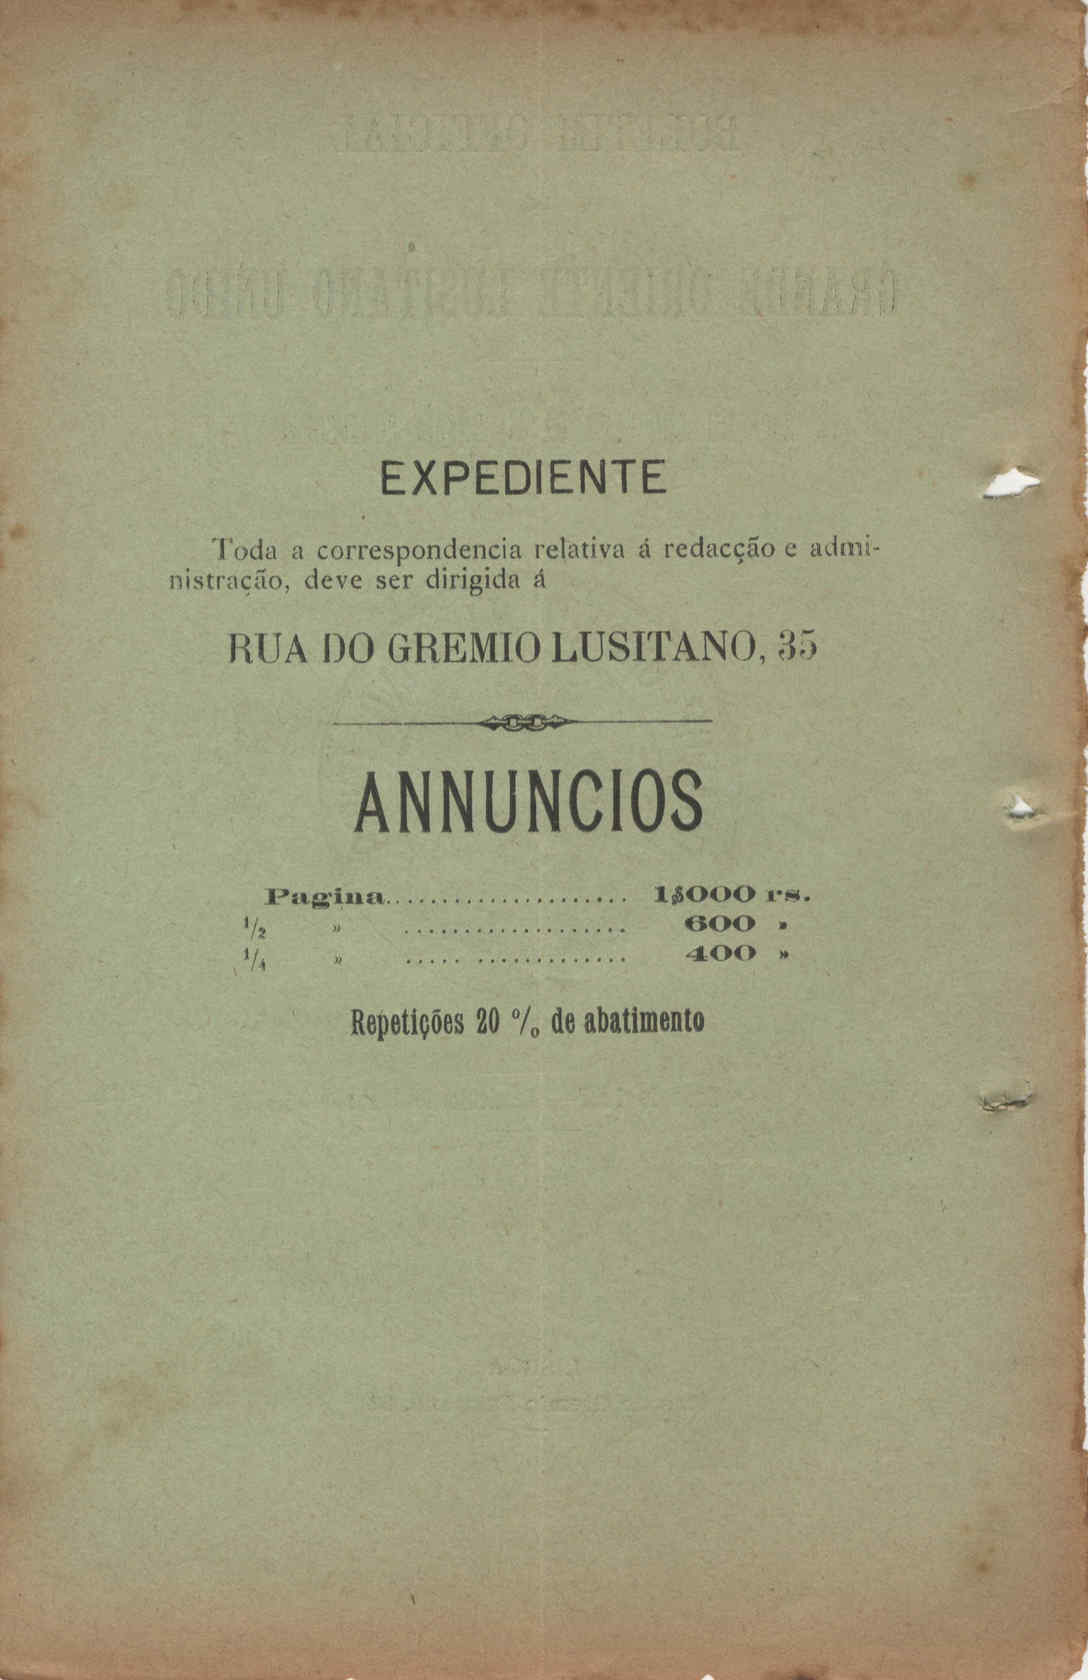 EXPEDIENTE
Toda a correspondencia relativa á redacção e admi-
nistração, deve ser dirigida á
RUA DO GREMIO LUSITANO, 35
ANNUNCIOS
Pagina..................... 1$000 rs.
1/2 » ................... 600 »
1/4 » ..... ............. 400 »
Repetições 20 % de abatimento